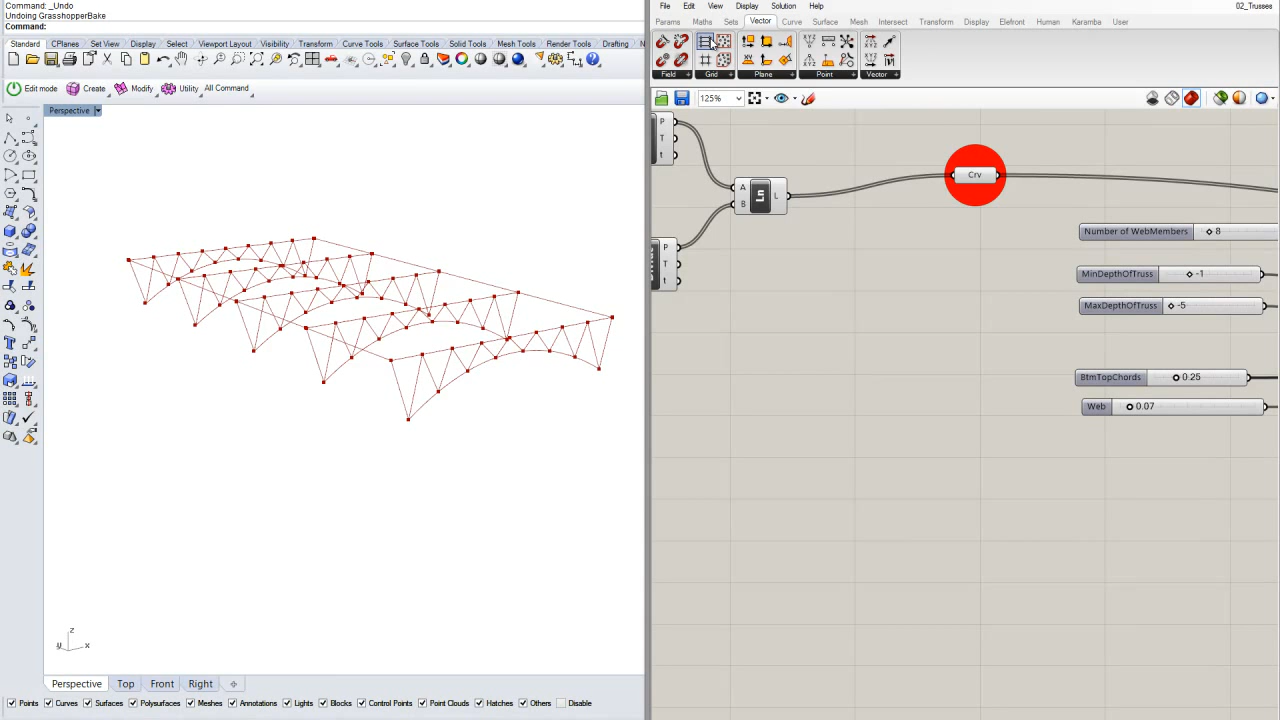 Command: _Undo
Undoing GrasshopperBake
Command:
Standard CPlanes Set View Display Select Viewport Layout Visibility Transform Curve Tools Surface Tools Solid Tools Mesh Tools Render Tools Drafting
Edit mode Create Modify Utility All Command
Perspective
z
y x
Perspective Top Front Right
Points Curves Surfaces Polysurfaces Meshes Annotations Lights Blocks Control Points Point Clouds Hatches Others Disable
File Edit View Display Solution Help 02_Trusses
Params Maths Sets Vector Curve Surface Mesh Intersect Transform Display Elefront Human Karamba User
Field Grid Plane Point Vector
125%
P
T
t
A
B
Ln
L
Crv
P
T
t
Number of WebMembers 8
MinDepthOfTruss -1
MaxDepthOfTruss -5
BtmTopChords 0.25
Web 0.07